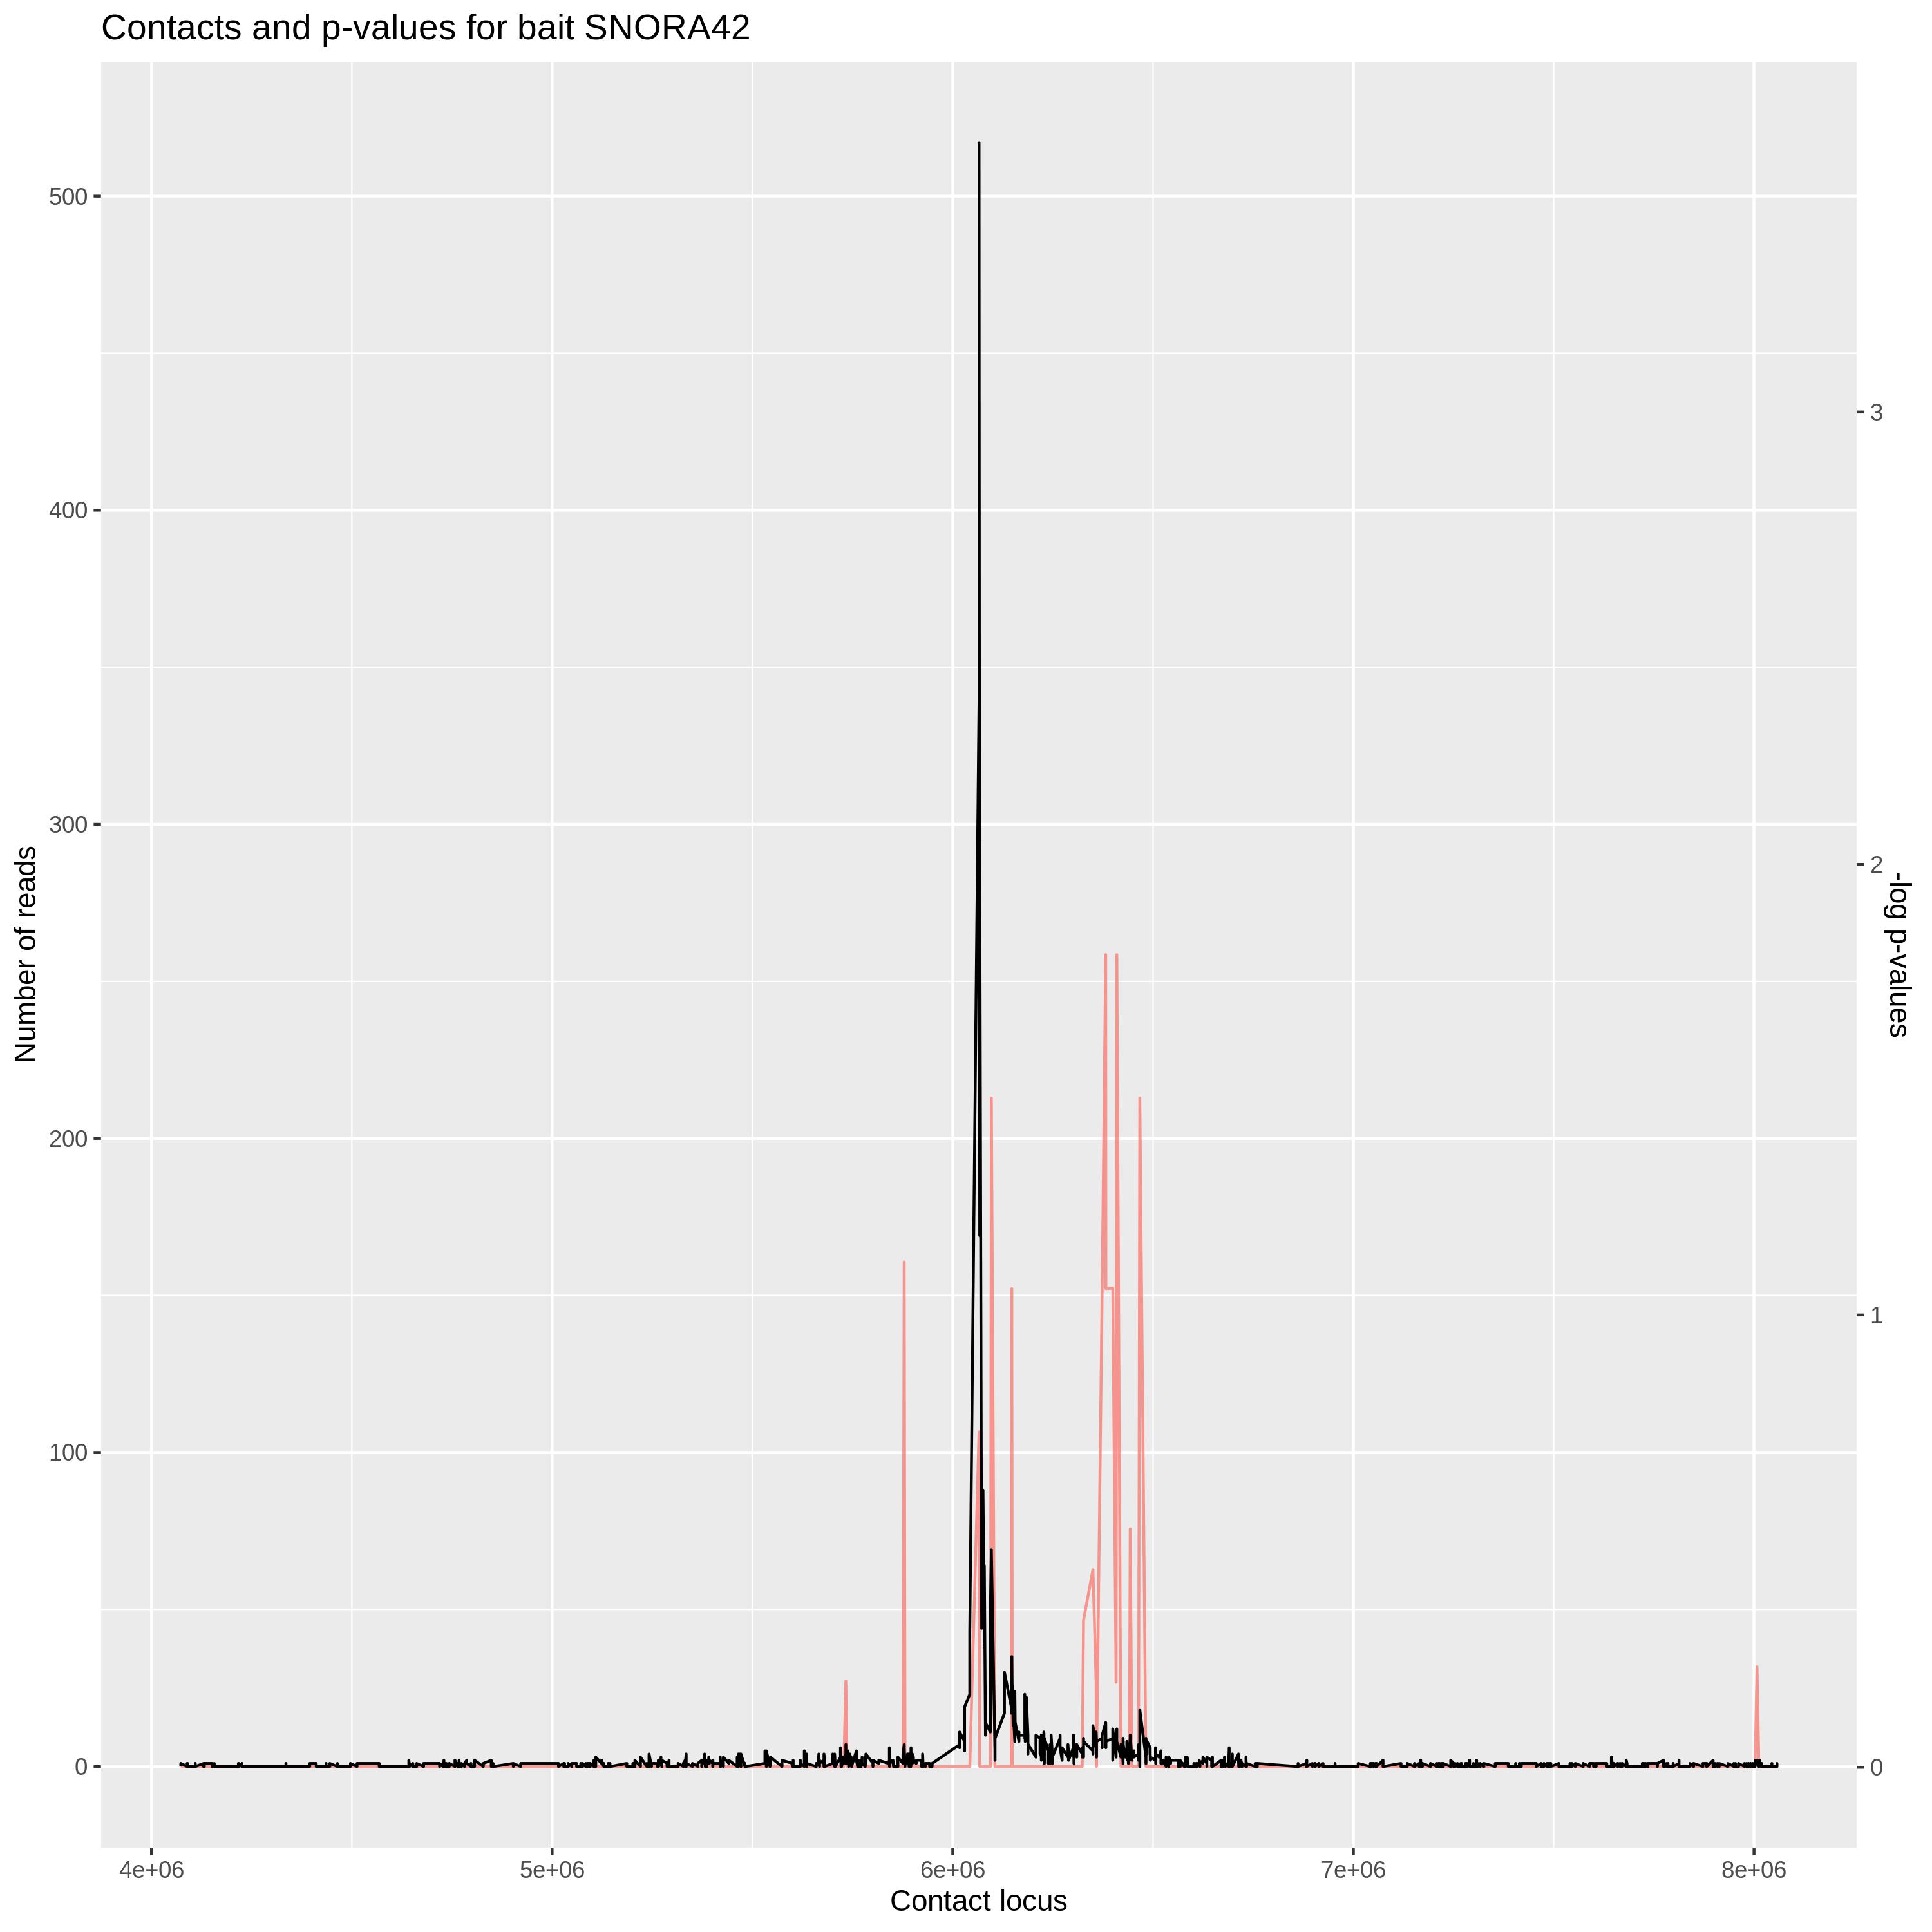 Contacts and p-values for bait SNORA42
500
400
300
200
100
0
Number of reads
3
2
1
0
-log p-values
4e+06
5e+06
6e+06
7e+06
8e+06
Contact locus